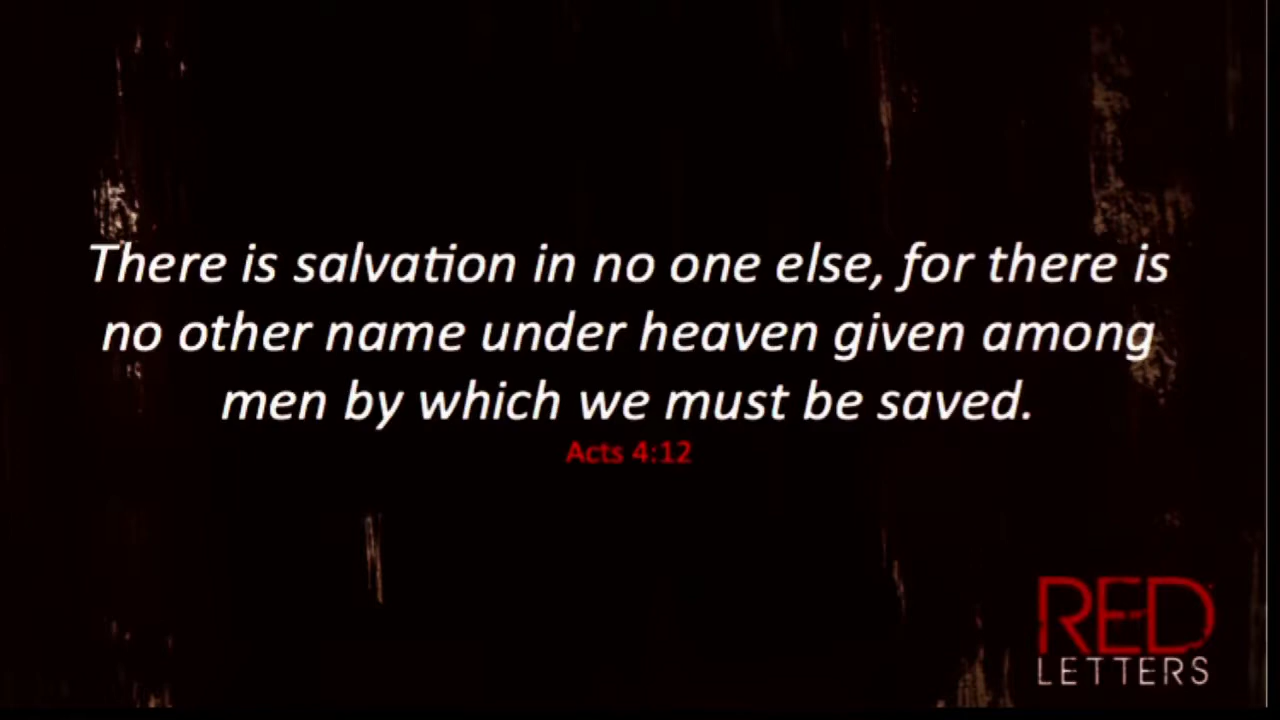 There is salvation in no one else, for there is
no other name under heaven given among
men by which we must be saved.
Acts 4:12
RED
LETTERS